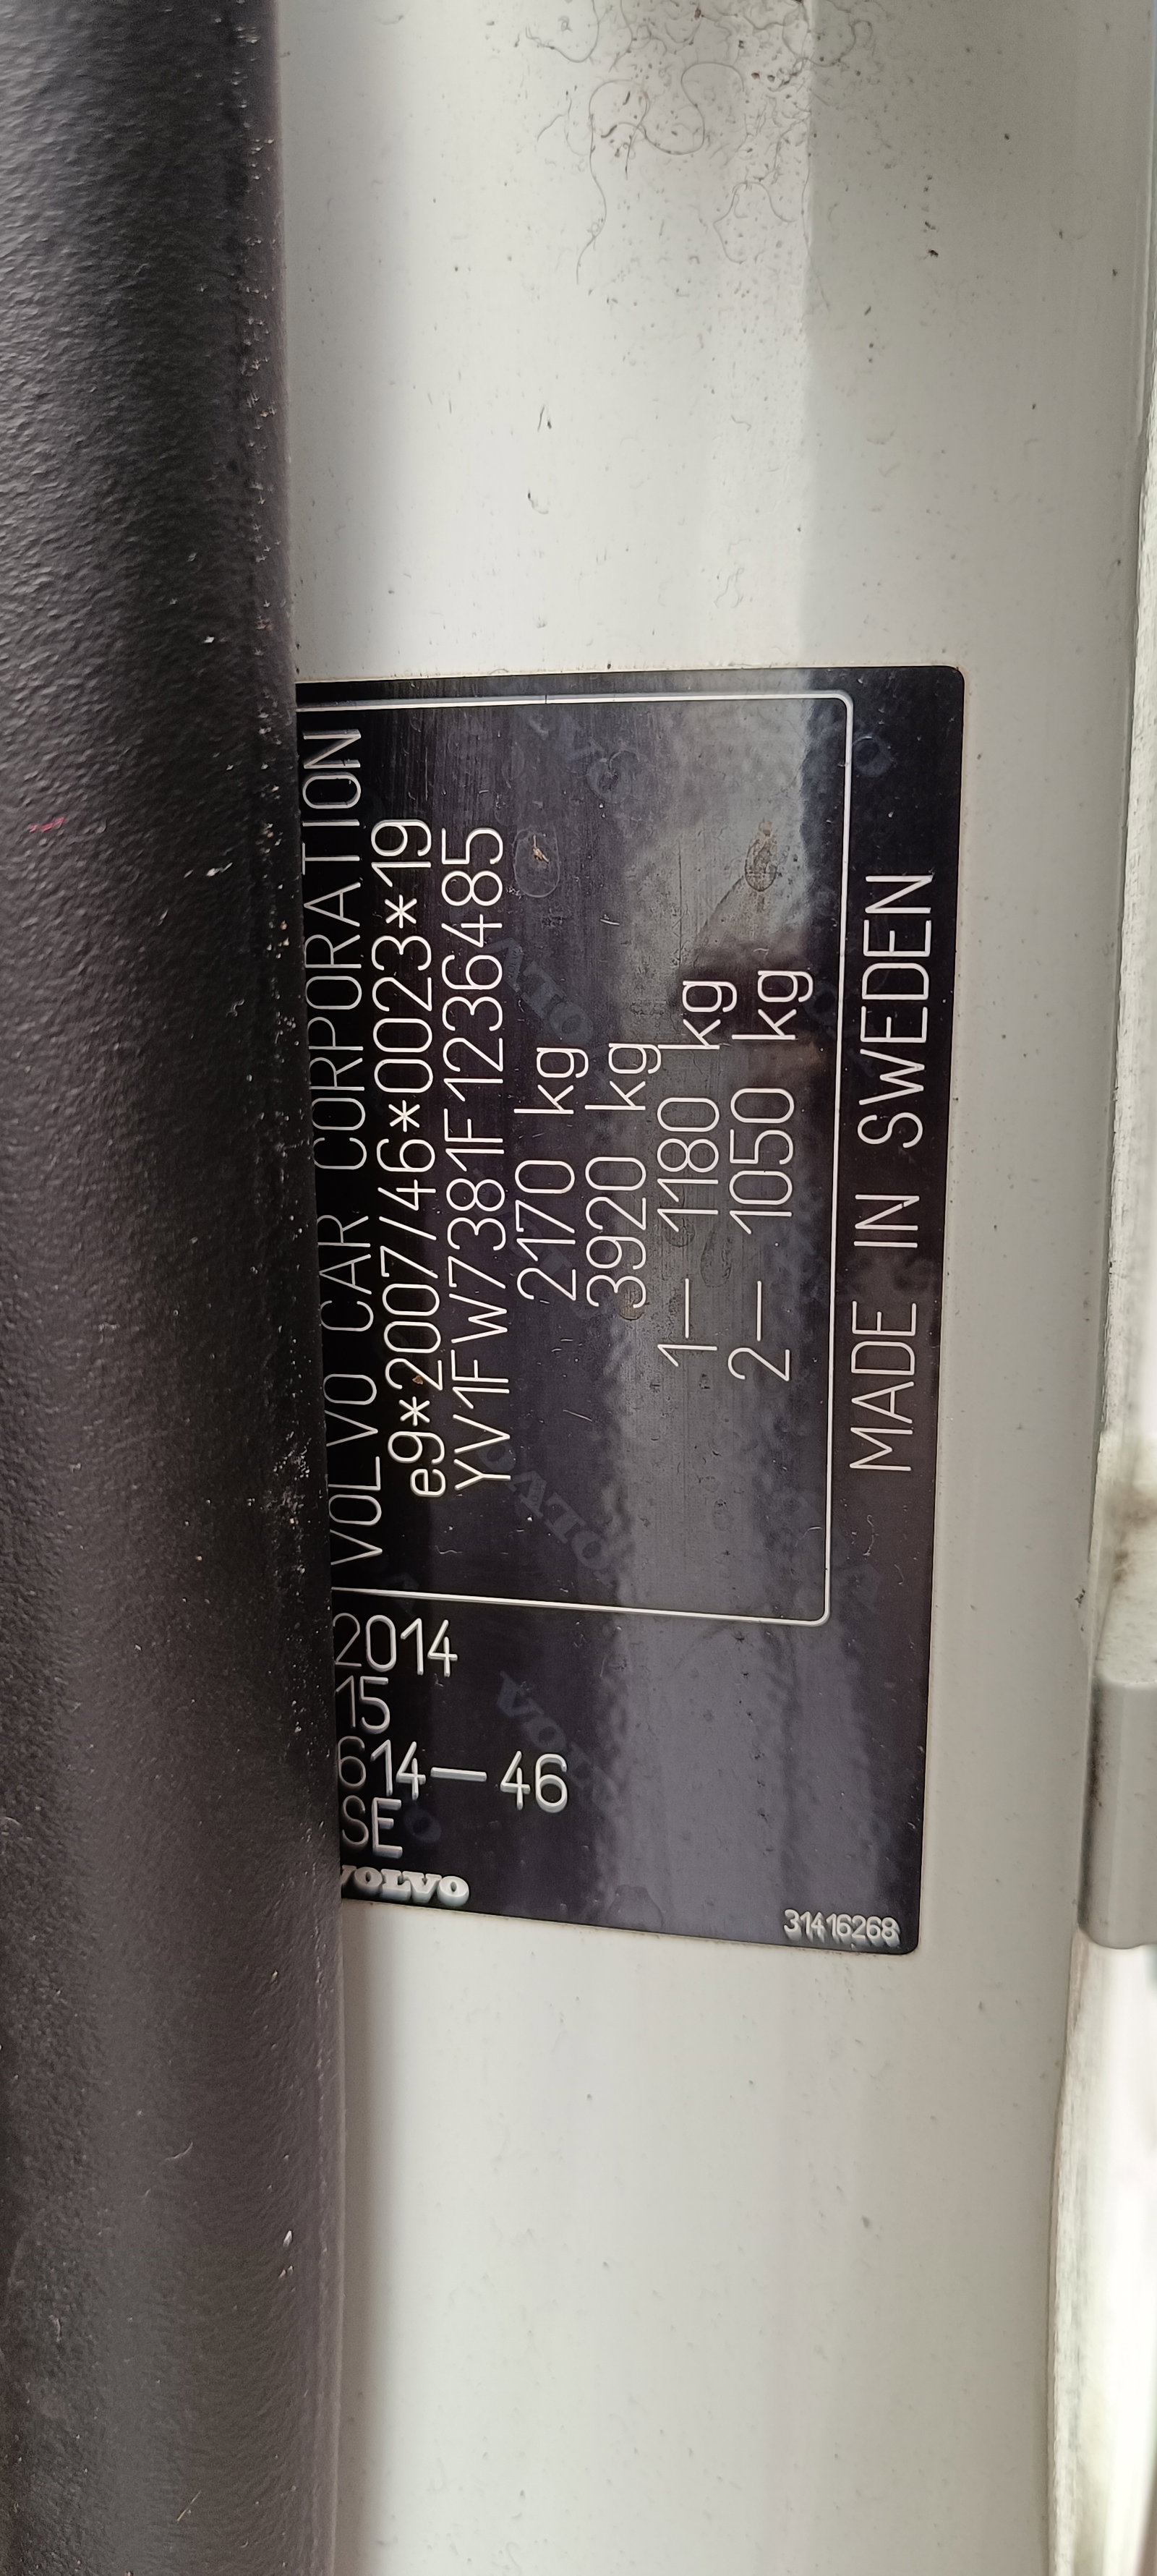 VOLVO CAR CORPORATION
e9*2007/46*0023*19
YV1FW7381F1236485
2170 kg
3920 kg
1— 1180 kg
2— 1050 kg
MADE IN SWEDEN
2014
15
614—46
SE
VOLVO
31416268